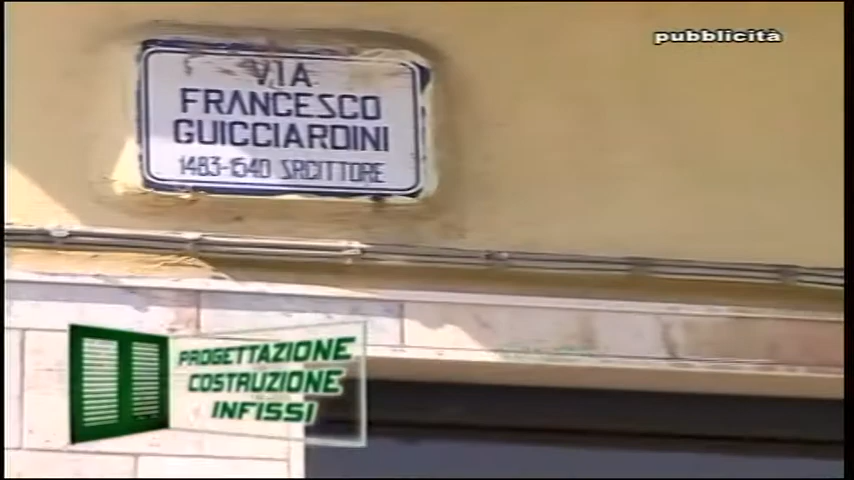 pubblicità
VIA
FRANCESCO
GUICCIARDINI
1483-1540 SRCITTORE
PROGETTAZIONE
COSTRUZIONE
INFISSI